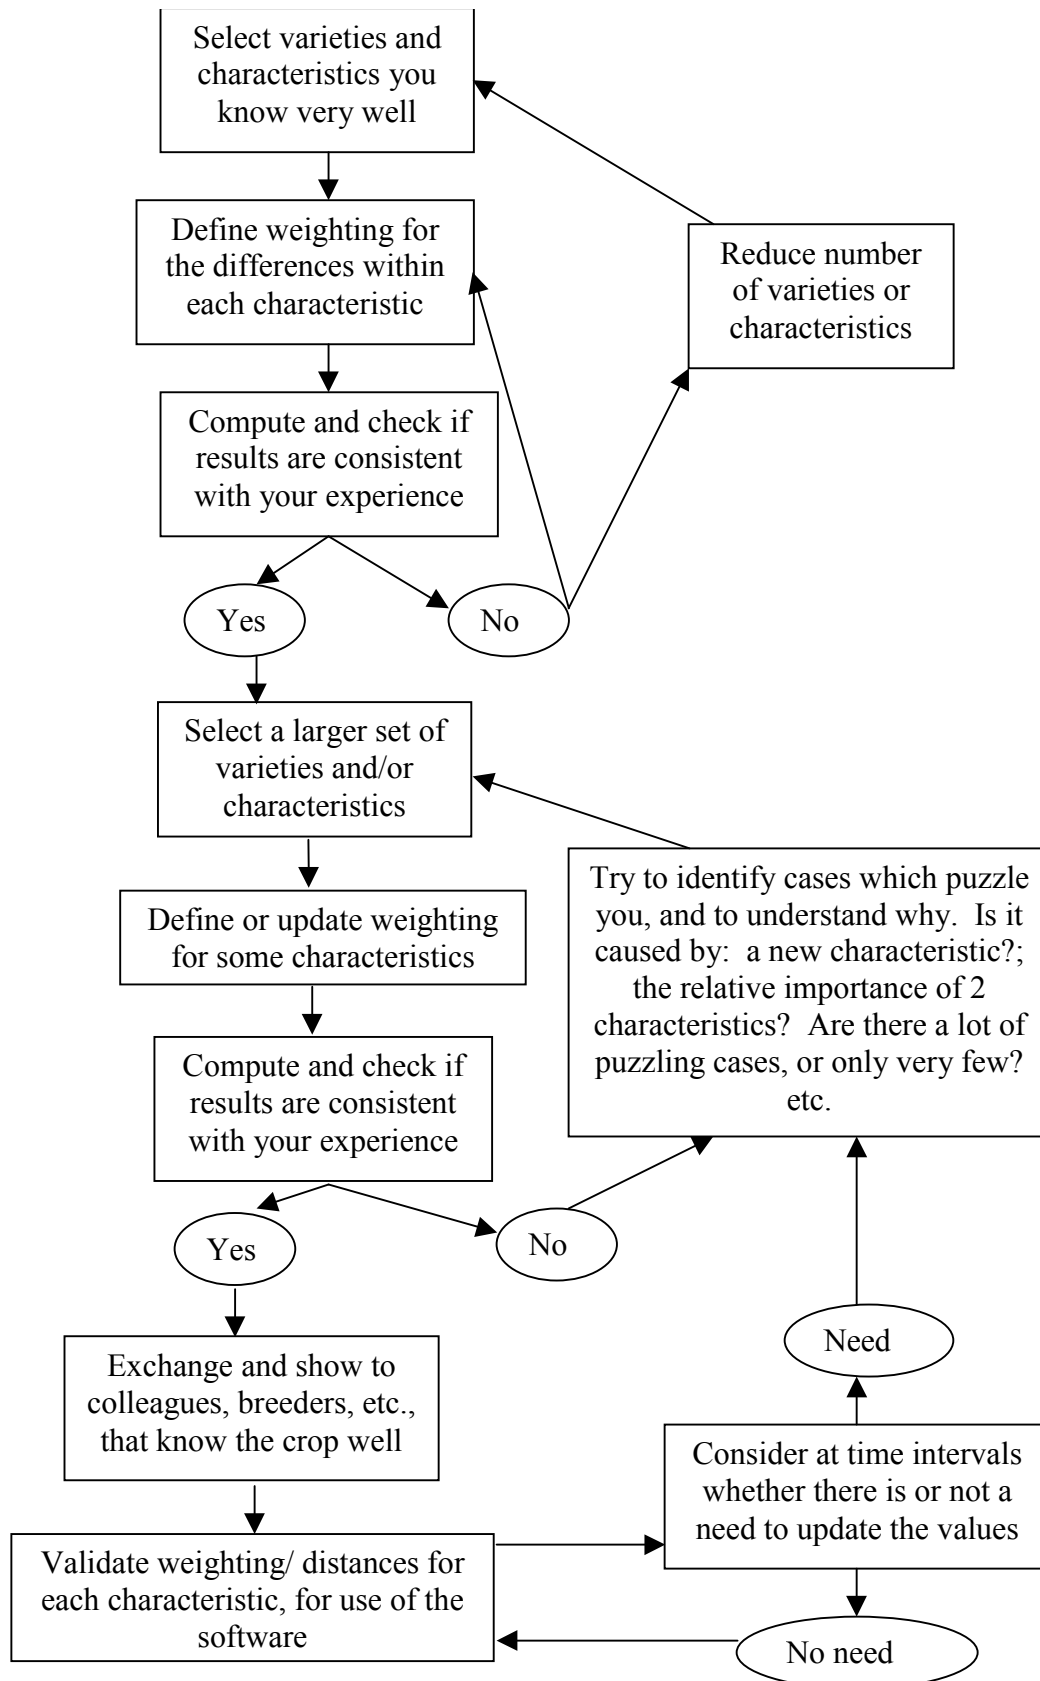 Select varieties and
characteristics you
know very well
Define weighting for
the differences within
each characteristic
Reduce number
of varieties or
characteristics
Compute and check if
results are consistent
with your experience
Yes
No
Select a larger set of
varieties and/or
characteristics
Define or update weighting
for some characteristics
Try to identify cases which puzzle
you, and to understand why.  Is it
caused by:  a new characteristic?;
the relative importance of 2
characteristics?  Are there a lot of
puzzling cases, or only very few?
etc.
Compute and check if
results are consistent
with your experience
Yes
No
Need
Exchange and show to
colleagues, breeders, etc.,
that know the crop well
Consider at time intervals
whether there is or not a
need to update the values
Validate weighting/ distances for
each characteristic, for use of the
software
No need